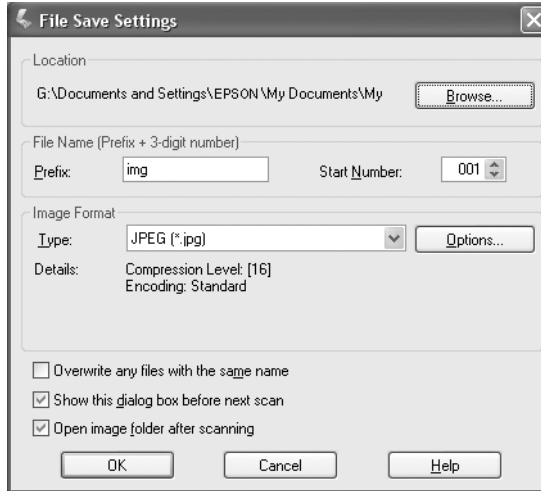 File Save Settings
Location
G:\Documents and Settings\EPSON\My Documents\My
Browse...
File Name (Prefix + 3-digit number)
Prefix: img Start Number: 001
Image Format
Type: JPEG (*.jpg) Options...
Details: Compression Level: [16]
Encoding: Standard
Overwrite any files with the same name
Show this dialog box before next scan
Open image folder after scanning
OK Cancel Help